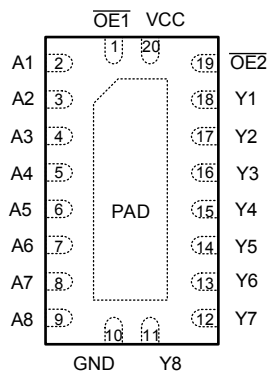 OE1 VCC
1 20
A1 2 19 OE2
A2 3 18 Y1
A3 4 17 Y2
A4 5 16 Y3
A5 6 PAD 15 Y4
A6 7 14 Y5
A7 8 13 Y6
A8 9 12 Y7
10 11
GND Y8